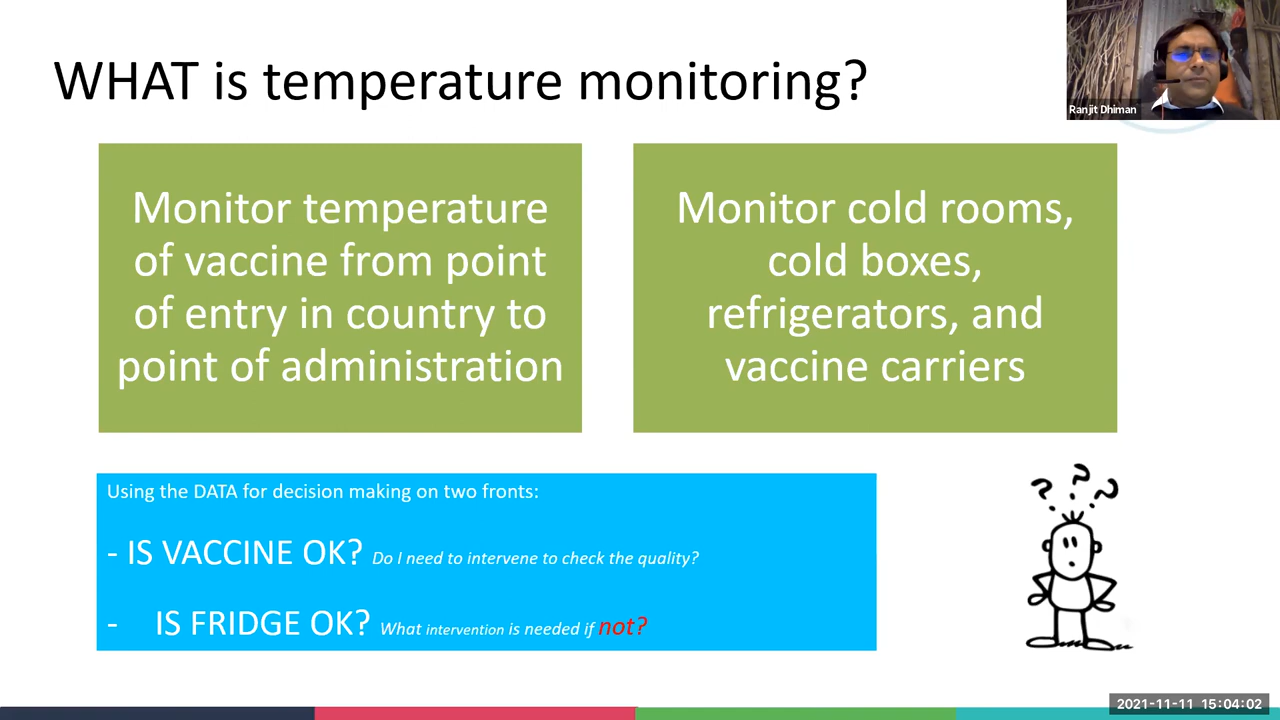 WHAT is temperature monitoring?
Ranjit Dhiman
Monitor temperature
of vaccine from point
of entry in country to
point of administration
Monitor cold rooms,
cold boxes,
refrigerators, and
vaccine carriers
Using the DATA for decision making on two fronts:
- IS VACCINE OK? Do I need to intervene to check the quality?
- IS FRIDGE OK? What intervention is needed if not?
? ? ?
2021-11-11 15:04:02